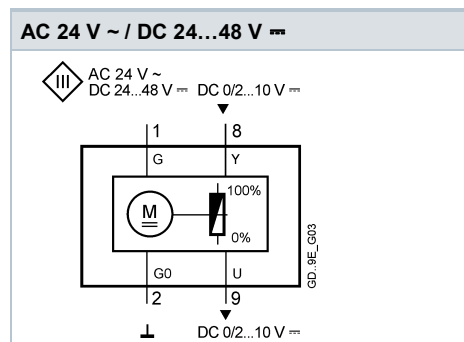 AC 24 V ~ / DC 24…48 V ⎓
III
AC 24 V ~
DC 24...48 V ⎓ DC 0/2...10 V ⎓
1 8
G Y
100%
M
0%
G0 U
2 9
DC 0/2...10 V ⎓
GD..9E_G03